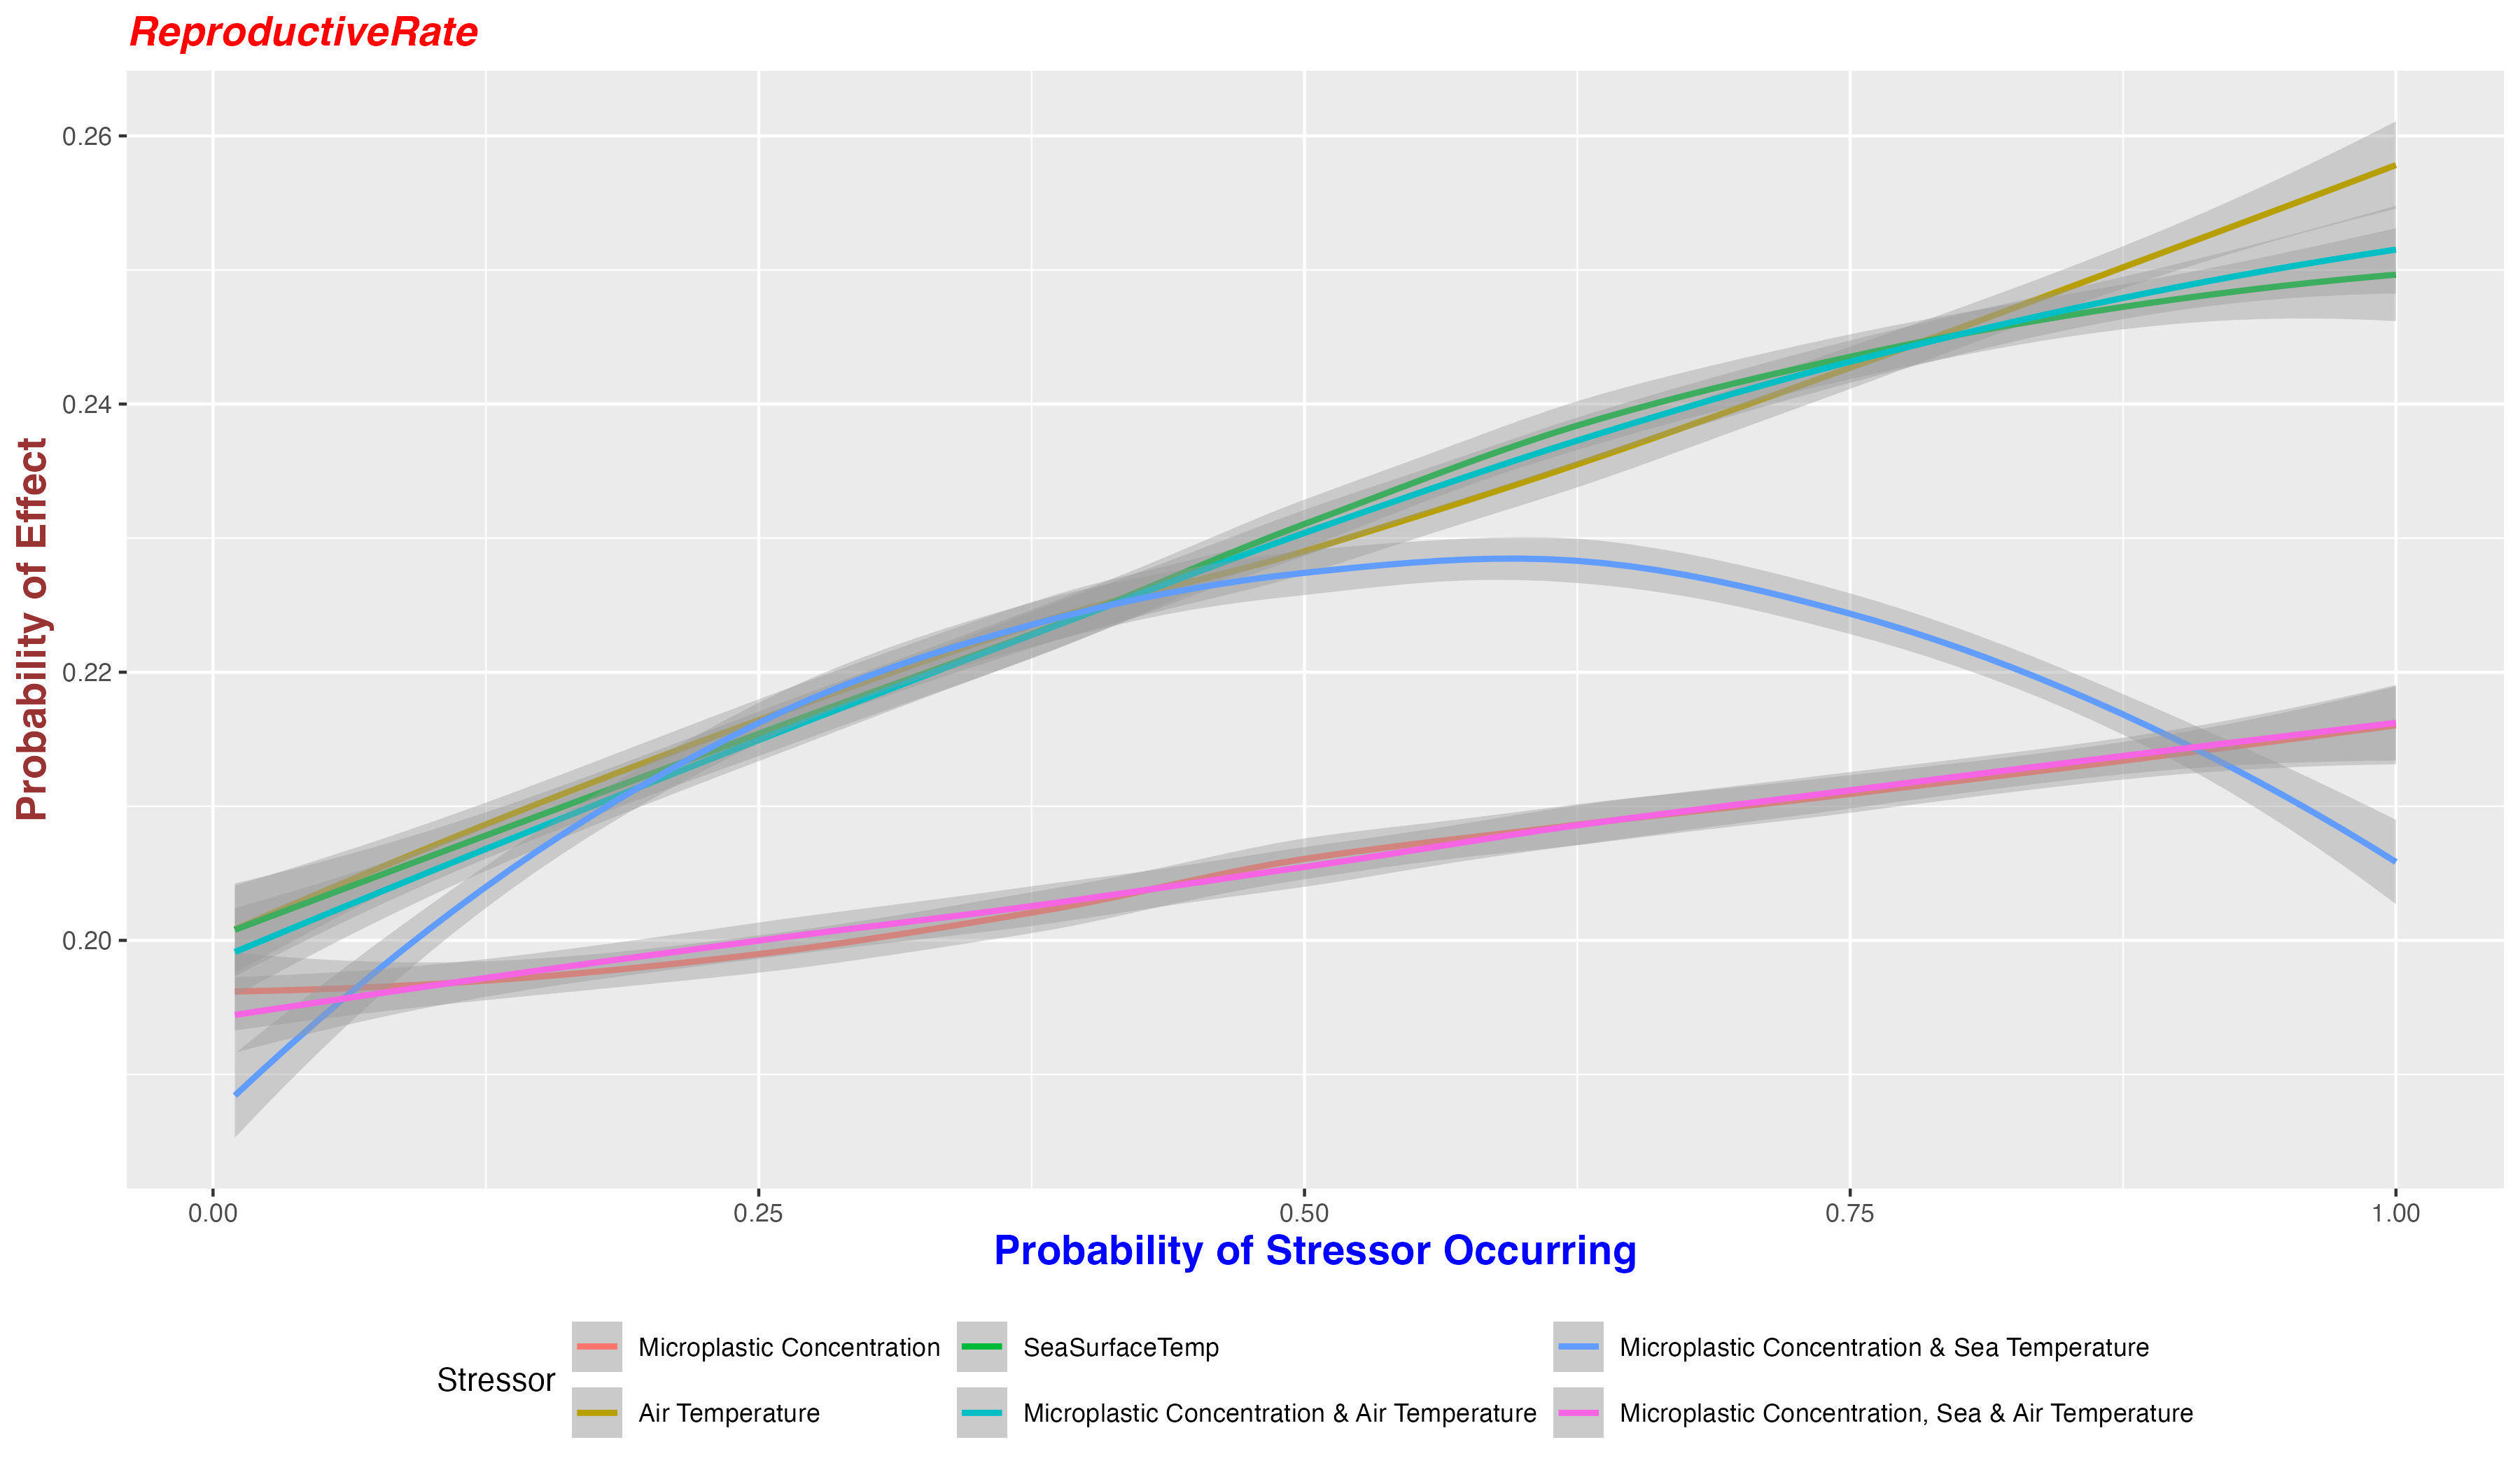 ReproductiveRate
Probability of Effect
0.26
0.24
0.22
0.20
0.00 0.25 0.50 0.75 1.00
Probability of Stressor Occurring
Stressor
Microplastic Concentration SeaSurfaceTemp Microplastic Concentration & Sea Temperature
Air Temperature Microplastic Concentration & Air Temperature Microplastic Concentration, Sea & Air Temperature